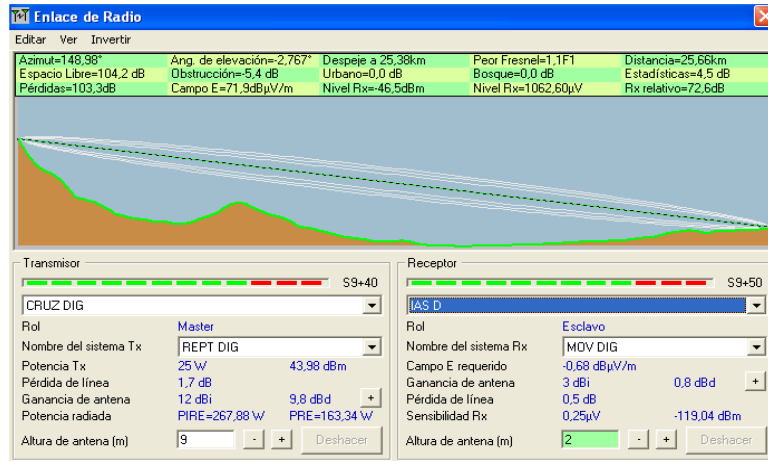 Enlace de Radio
Editar Ver Invertir
Azimut=148,98° Ang. de elevación=-2,767° Despeje a 25,38km Peor Fresnel=1,1F1 Distancia=25,66km
Espacio Libre=104,2 dB Obstrucción=-5,4 dB Urbano=0,0 dB Bosque=0,0 dB Estadísticas=4,5 dB
Pérdidas=103,3dB Campo E=71,9dBµV/m Nivel Rx=-46,5dBm Nivel Rx=1062,60µV Rx relativo=72,6dB
Transmisor
S9+40
CRUZ DIG
Rol Master
Nombre del sistema Tx REPT DIG
Potencia Tx 25 W 43,98 dBm
Pérdida de línea 1,7 dB
Ganancia de antena 12 dBi 9,8 dBd +
Potencia radiada PIRE=267,88 W PRE=163,34 W
Altura de antena (m) 9 - + Deshacer
Receptor
S9+50
IAS D
Rol Esclavo
Nombre del sistema Rx MOV DIG
Campo E requerido -0,68 dBµV/m
Ganancia de antena 3 dBi 0,8 dBd +
Pérdida de línea 0,5 dB
Sensibilidad Rx 0,25µV -119,04 dBm
Altura de antena (m) 2 - + Deshacer